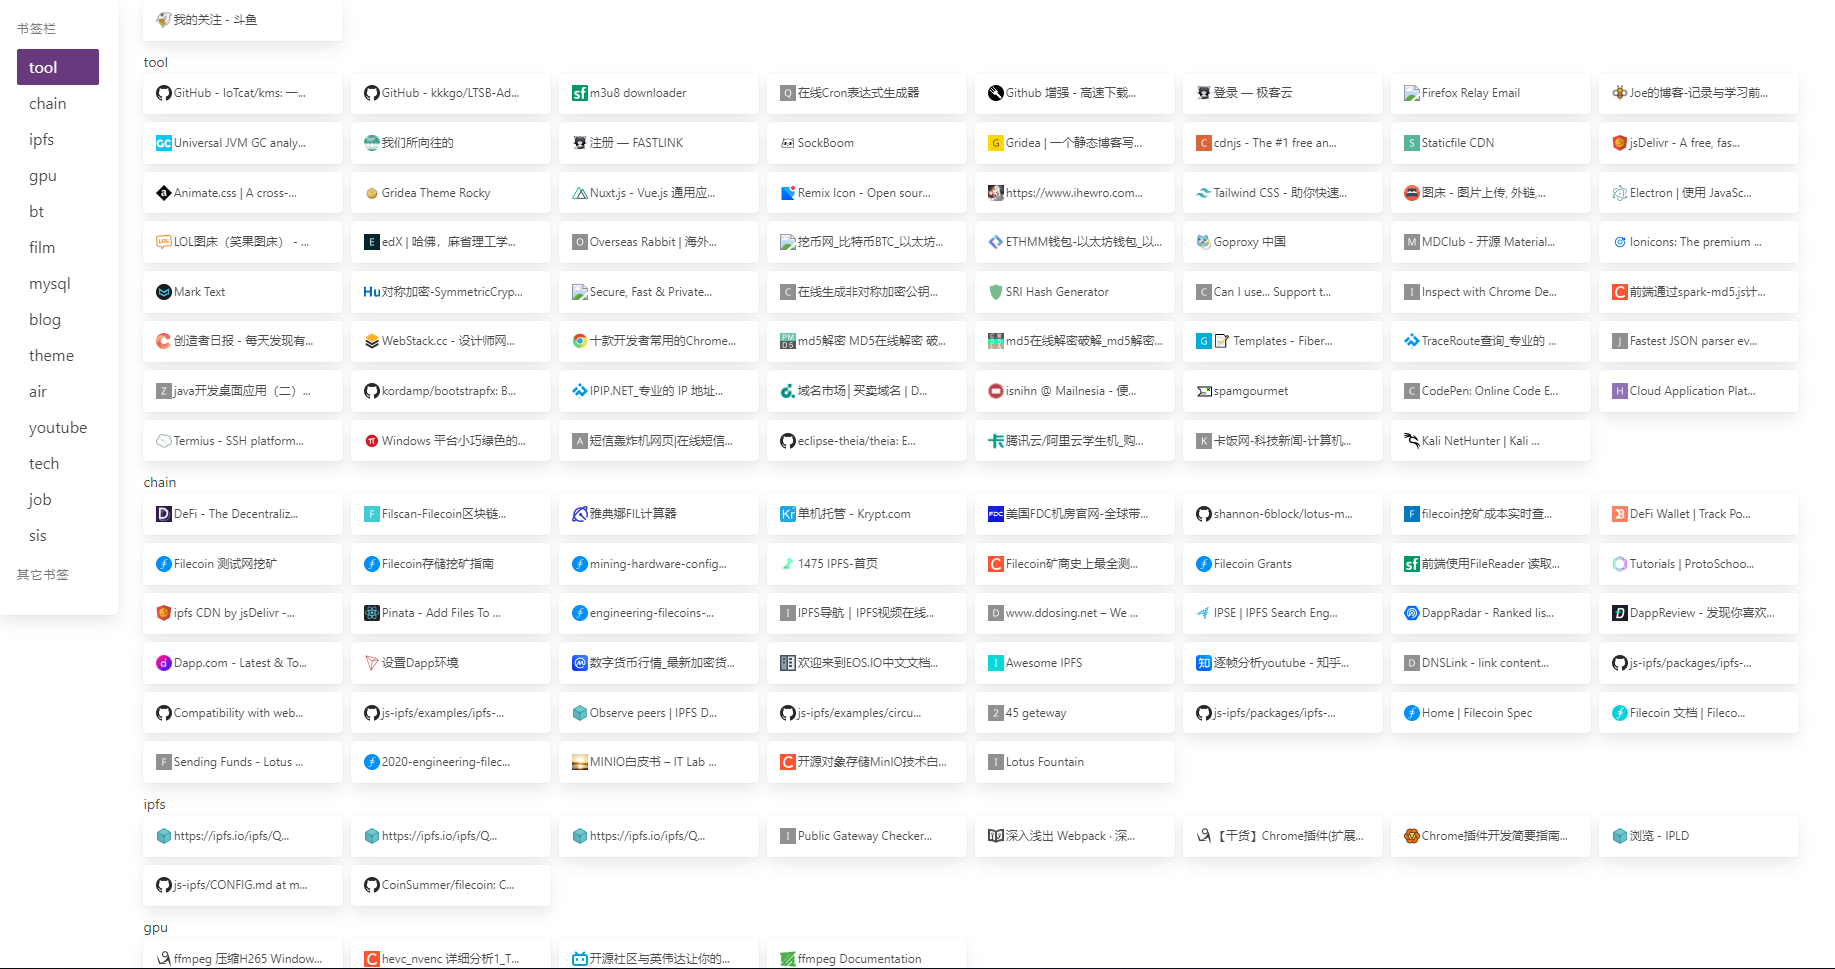 书签栏
tool
chain
ipfs
gpu
bt
film
mysql
blog
theme
air
youtube
tech
job
sis
其它书签
我的关注 - 斗鱼
tool
GitHub - IoTcat/kms: 一...
GitHub - kkkgo/LTSB-Ad...
m3u8 downloader
在线Cron表达式生成器
Github 增强 - 高速下载...
登录 — 极客云
Firefox Relay Email
Joe的博客-记录与学习前...
Universal JVM GC analy...
我们所向往的
注册 — FASTLINK
SockBoom
Gridea | 一个静态博客写...
cdnjs - The #1 free an...
Staticfile CDN
jsDelivr - A free, fas...
Animate.css | A cross-...
Gridea Theme Rocky
Nuxt.js - Vue.js 通用应...
Remix Icon - Open sour...
https://www.ihewro.com...
Tailwind CSS - 助你快速...
图床 - 图片上传, 外链,...
Electron | 使用 JavaSc...
LOL图床（笑果图床） - ...
edX | 哈佛，麻省理工学...
Overseas Rabbit | 海外...
挖币网_比特币BTC_以太坊...
ETHMM钱包-以太坊钱包_以...
Goproxy 中国
MDClub - 开源 Material...
Ionicons: The premium ...
Mark Text
对称加密-SymmetricCryp...
Secure, Fast & Private...
在线生成非对称加密公钥...
SRI Hash Generator
Can I use... Support t...
Inspect with Chrome De...
前端通过spark-md5.js计...
创造者日报 - 每天发现有...
WebStack.cc - 设计师网...
十款开发者常用的Chrome...
md5解密 MD5在线解密 破...
md5在线解密破解_md5解密...
Templates - Fiber...
TraceRoute查询_专业的 ...
Fastest JSON parser ev...
java开发桌面应用（二）...
kordamp/bootstrapfx: B...
IPIP.NET_专业的 IP 地址...
域名市场| 买卖域名 | D...
isnihn @ Mailnesia - 便...
spamgourmet
CodePen: Online Code E...
Cloud Application Plat...
Termius - SSH platform...
Windows 平台小巧绿色的...
短信轰炸机网页|在线短信...
eclipse-theia/theia: E...
腾讯云/阿里云学生机_购...
卡饭网-科技新闻-计算机...
Kali NetHunter | Kali ...
chain
DeFi - The Decentraliz...
Filscan-Filecoin区块链...
雅典娜FIL计算器
单机托管 - Krypt.com
美国FDC机房官网-全球带...
shannon-6block/lotus-m...
filecoin挖矿成本实时查...
DeFi Wallet | Track Po...
Filecoin 测试网挖矿
Filecoin存储挖矿指南
mining-hardware-config...
1475 IPFS-首页
Filecoin矿商史上最全测...
Filecoin Grants
前端使用FileReader 读取...
Tutorials | ProtoSchoo...
ipfs CDN by jsDelivr -...
Pinata - Add Files To ...
engineering-filecoins-...
IPFS导航 | IPFS视频在线...
www.ddosing.net – We ...
IPSE | IPFS Search Eng...
DappRadar - Ranked lis...
DappReview - 发现你喜欢...
Dapp.com - Latest & To...
设置Dapp环境
数字货币行情_最新加密货...
欢迎来到EOS.IO中文文档...
Awesome IPFS
逐帧分析youtube - 知乎...
DNSLink - link content...
js-ipfs/packages/ipfs-...
Compatibility with web...
js-ipfs/examples/ipfs-...
Observe peers | IPFS D...
js-ipfs/examples/circu...
45 geteway
js-ipfs/packages/ipfs-...
Home | Filecoin Spec
Filecoin 文档 | Fileco...
Sending Funds - Lotus ...
2020-engineering-filec...
MINIO白皮书 – IT Lab ...
开源对象存储MinIO技术白...
Lotus Fountain
ipfs
https://ipfs.io/ipfs/Q...
https://ipfs.io/ipfs/Q...
https://ipfs.io/ipfs/Q...
Public Gateway Checker...
深入浅出 Webpack · 深...
【干货】Chrome插件(扩展...
Chrome插件开发简要指南...
浏览 - IPLD
js-ipfs/CONFIG.md at m...
CoinSummer/filecoin: C...
gpu
ffmpeg 压缩H265 Window...
hevc_nvenc 详细分析1_T...
开源社区与英伟达让你的...
ffmpeg Documentation